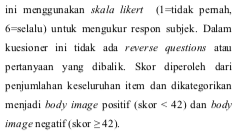 ini menggunakan skala likert (1=tidak pernah,
6=selalu) untuk mengukur respon subjek. Dalam
kuesioner ini tidak ada reverse questions atau
pertanyaan yang dibalik. Skor diperoleh dari
penjumlahan keseluruhan item dan dikategorikan
menjadi body image positif (skor < 42) dan body
image negatif (skor ≥ 42).